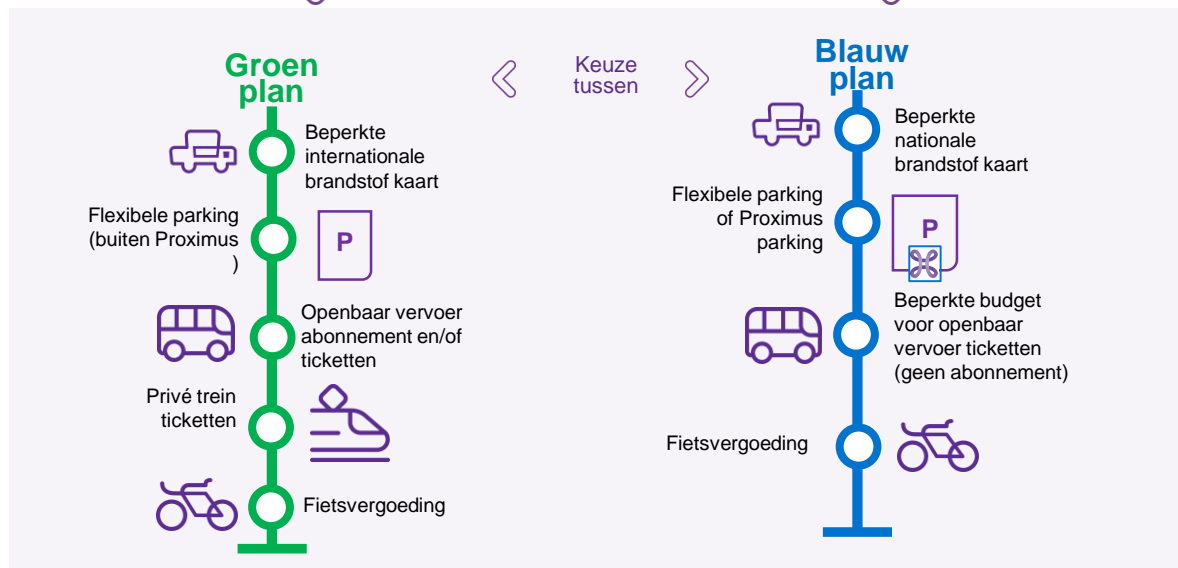 Groen
plan
Beperkte
internationale
brandstof kaart
Flexibele parking
(buiten Proximus
)
P
Openbaar vervoer
abonnement en/of
ticketten
Privé trein
ticketten
Fietsvergoeding
Keuze
tussen
Blauw
plan
Beperkte
nationale
brandstof kaart
Flexibele parking
of Proximus
parking
P
Beperkte budget
voor openbaar
vervoer ticketten
(geen abonnement)
Fietsvergoeding